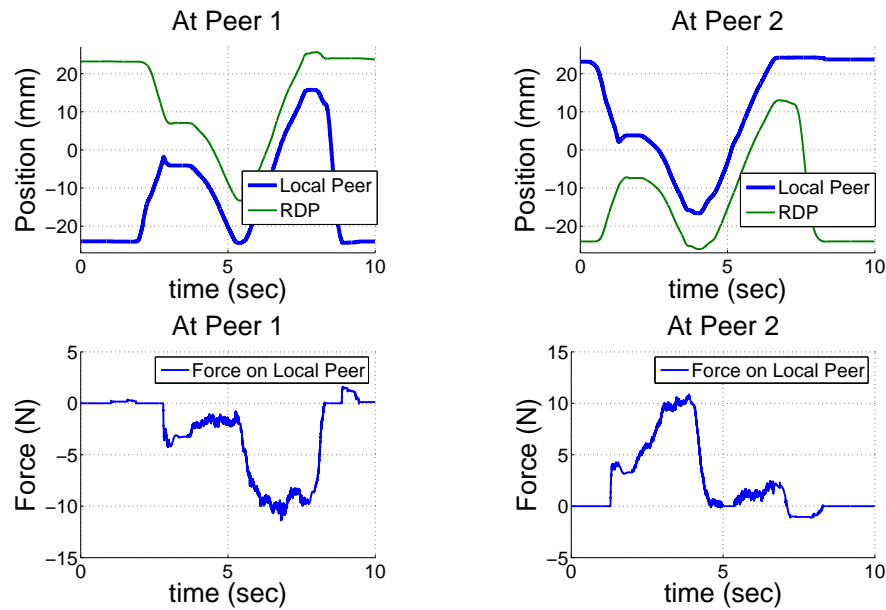 At Peer 1
Position (mm)
20
10
0
−10
−20
Local Peer
RDP
0
5
10
time (sec)
At Peer 2
Position (mm)
20
10
0
−10
−20
Local Peer
RDP
0
5
10
time (sec)
At Peer 1
Force (N)
5
0
−5
−10
−15
Force on Local Peer
0
5
10
time (sec)
At Peer 2
Force (N)
15
10
5
0
−5
Force on Local Peer
0
5
10
time (sec)